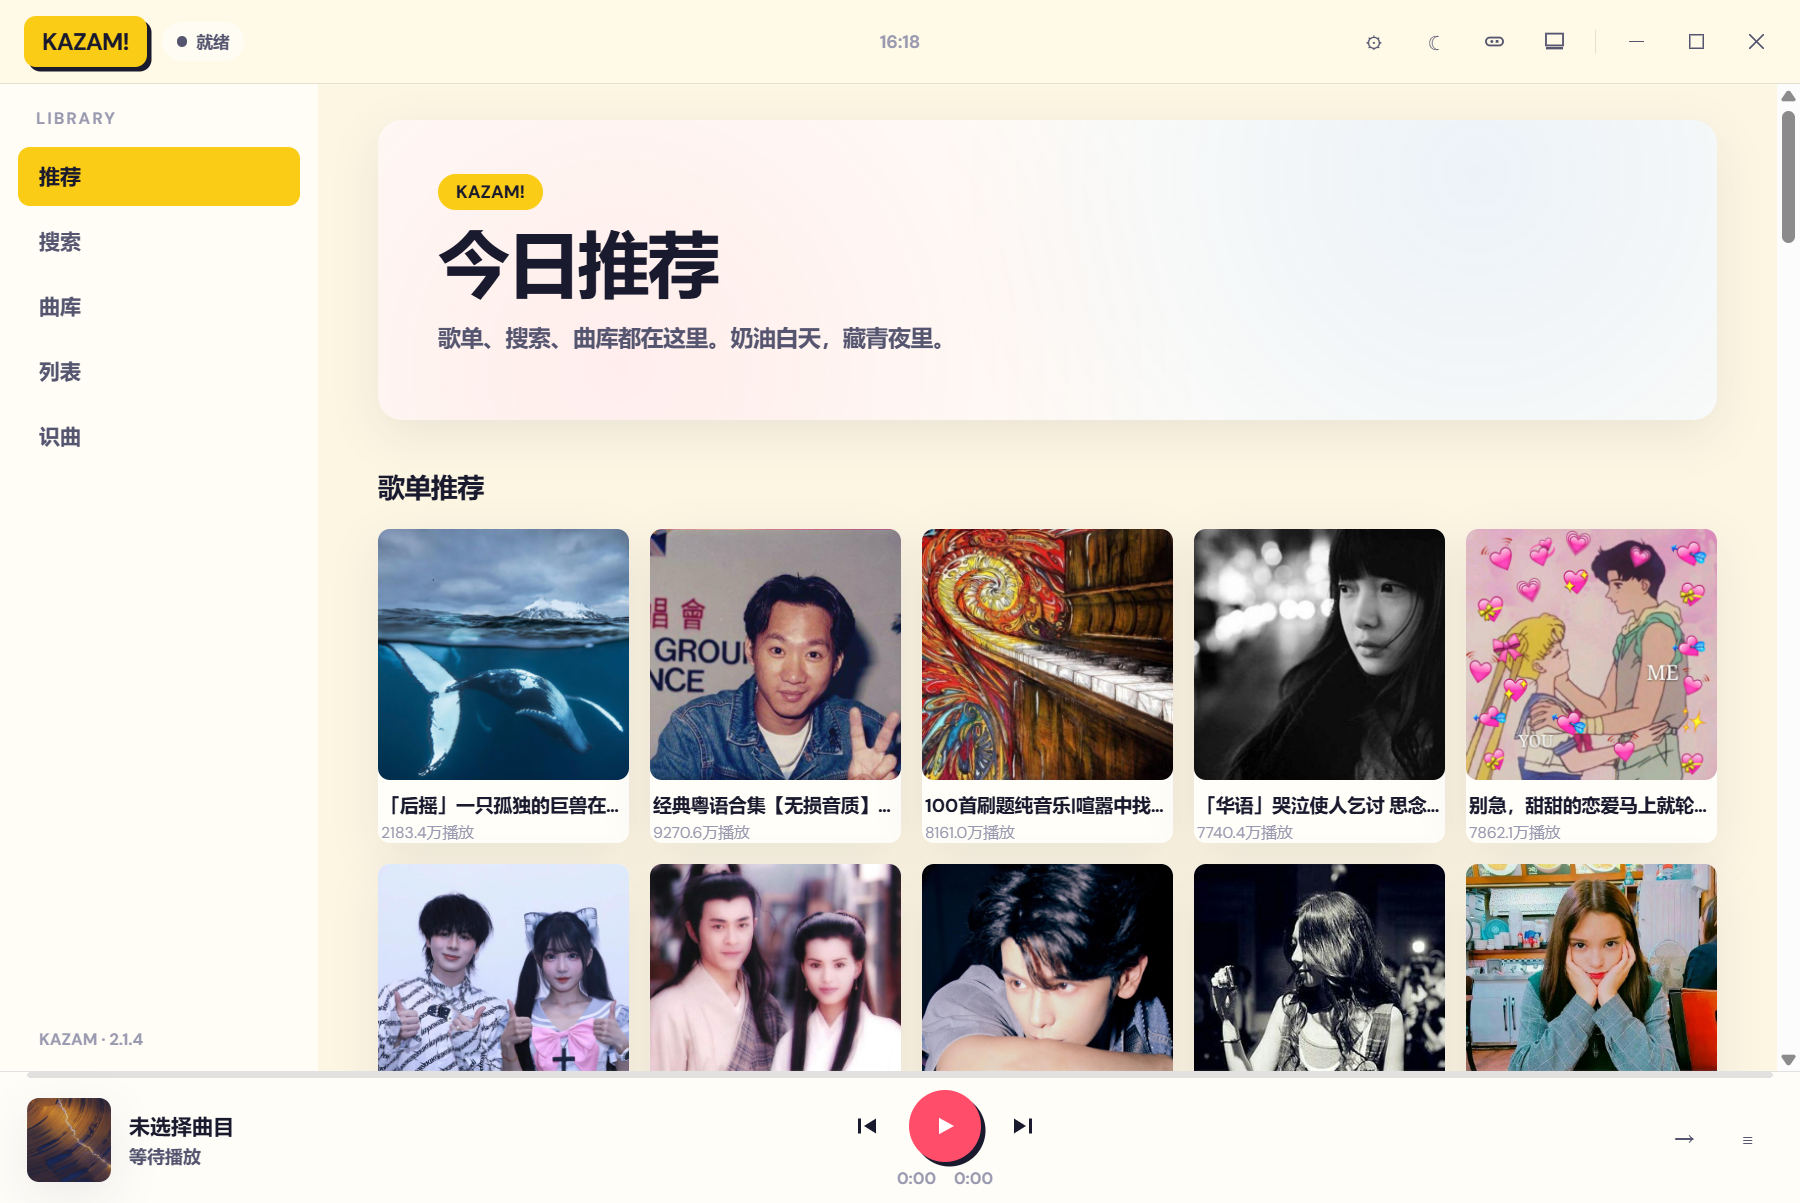 KAZAM!
就绪
16:18
LIBRARY
推荐
搜索
曲库
列表
识曲
KAZAM · 2.1.4
KAZAM!
今日推荐
歌单、搜索、曲库都在这里。奶油白天，藏青夜里。
歌单推荐
唱會
GROU
NCE
ME
YOU
「后摇」一只孤独的巨兽在...
2183.4万播放
经典粤语合集【无损音质】...
9270.6万播放
100首刷题纯音乐|喧嚣中找...
8161.0万播放
「华语」哭泣使人乞讨 思念...
7740.4万播放
别急，甜甜的恋爱马上就轮...
7862.1万播放
未选择曲目
等待播放
0:00 0:00